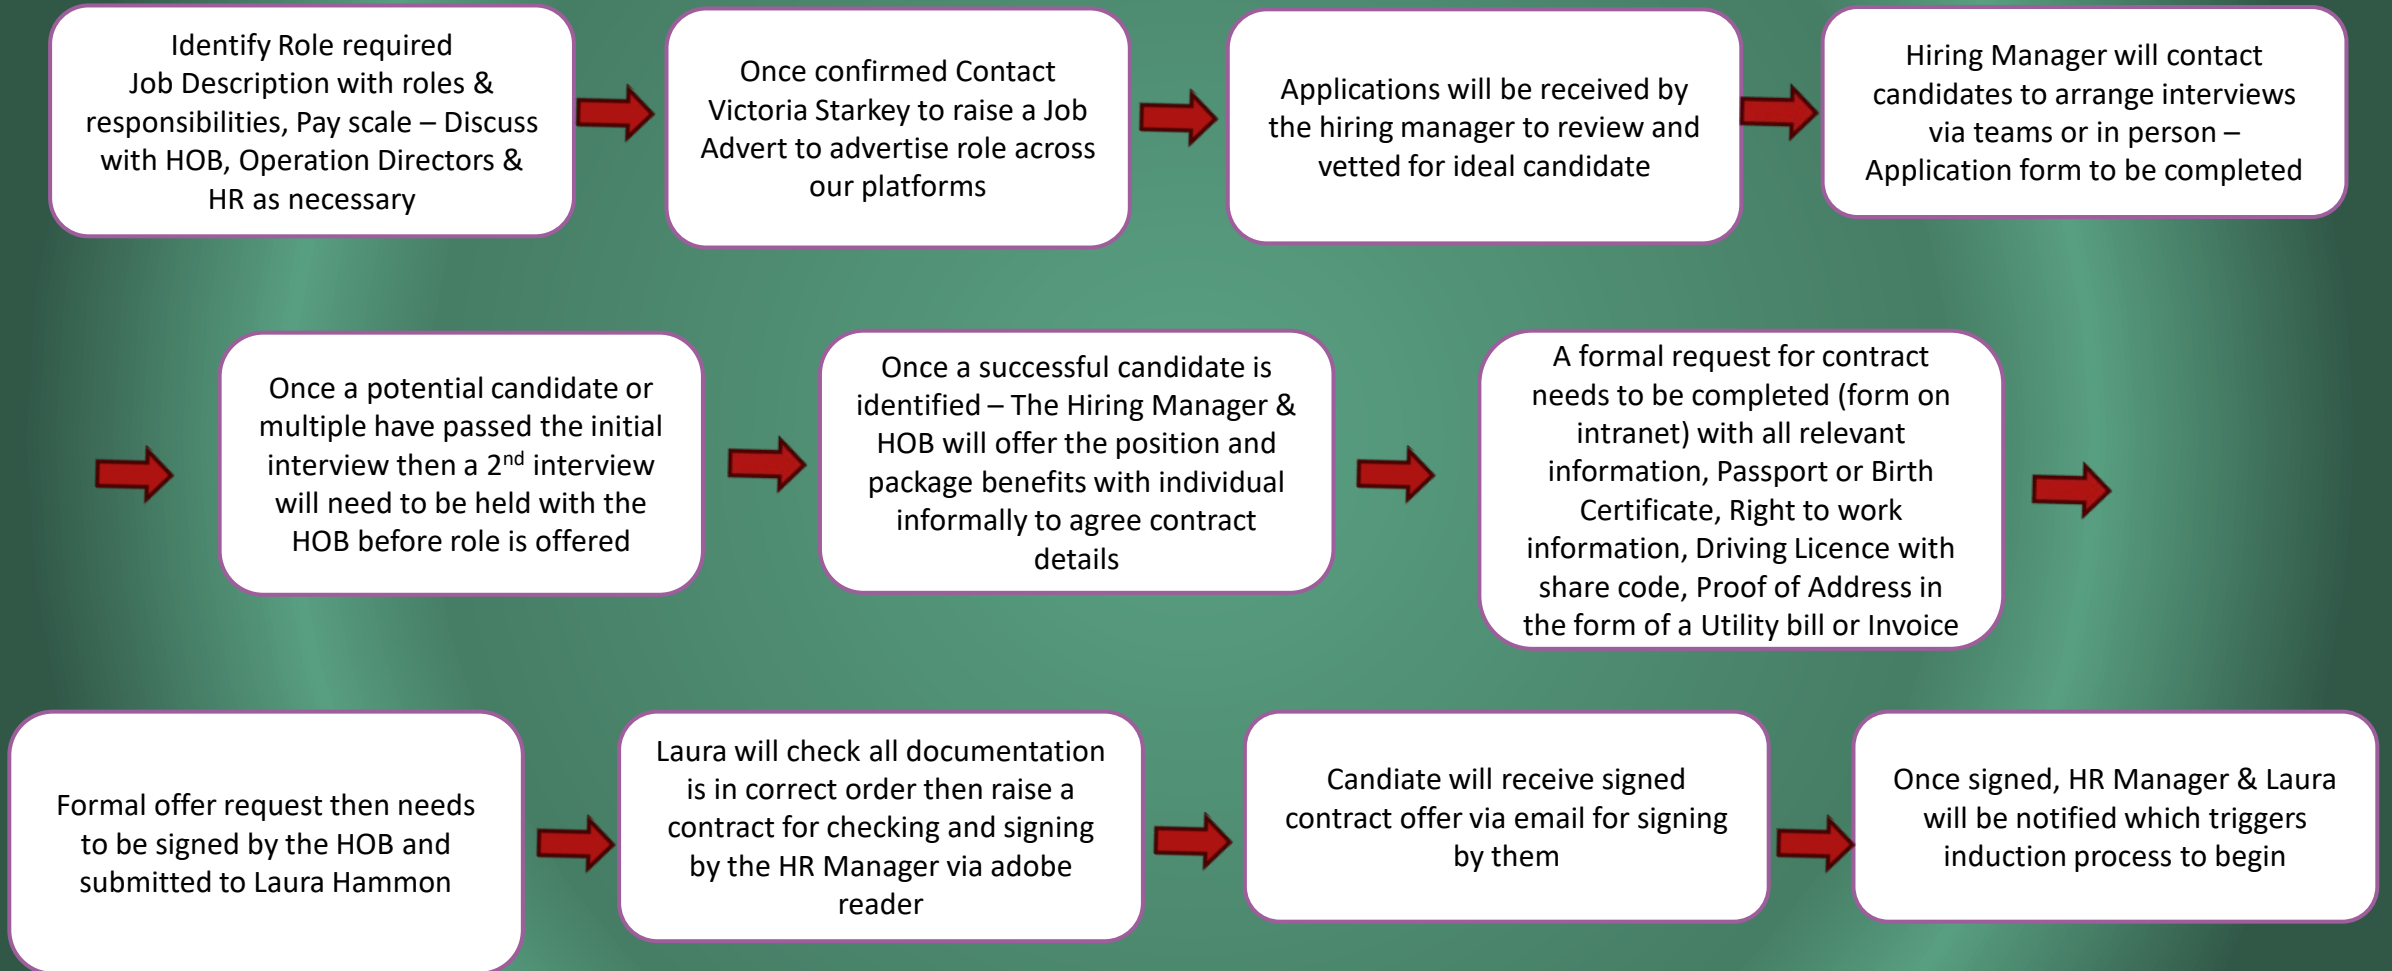 Identify Role required
Job Description with roles &
responsibilities, Pay scale – Discuss
with HOB, Operation Directors &
HR as necessary
Once confirmed Contact
Victoria Starkey to raise a Job
Advert to advertise role across
our platforms
Applications will be received by
the hiring manager to review and
vetted for ideal candidate
Hiring Manager will contact
candidates to arrange interviews
via teams or in person –
Application form to be completed
Once a potential candidate or
multiple have passed the initial
interview then a 2nd interview
will need to be held with the
HOB before role is offered
Once a successful candidate is
identified – The Hiring Manager &
HOB will offer the position and
package benefits with individual
informally to agree contract
details
A formal request for contract
needs to be completed (form on
intranet) with all relevant
information, Passport or Birth
Certificate, Right to work
information, Driving Licence with
share code, Proof of Address in
the form of a Utility bill or Invoice
Formal offer request then needs
to be signed by the HOB and
submitted to Laura Hammon
Laura will check all documentation
is in correct order then raise a
contract for checking and signing
by the HR Manager via adobe
reader
Candiate will receive signed
contract offer via email for signing
by them
Once signed, HR Manager & Laura
will be notified which triggers
induction process to begin